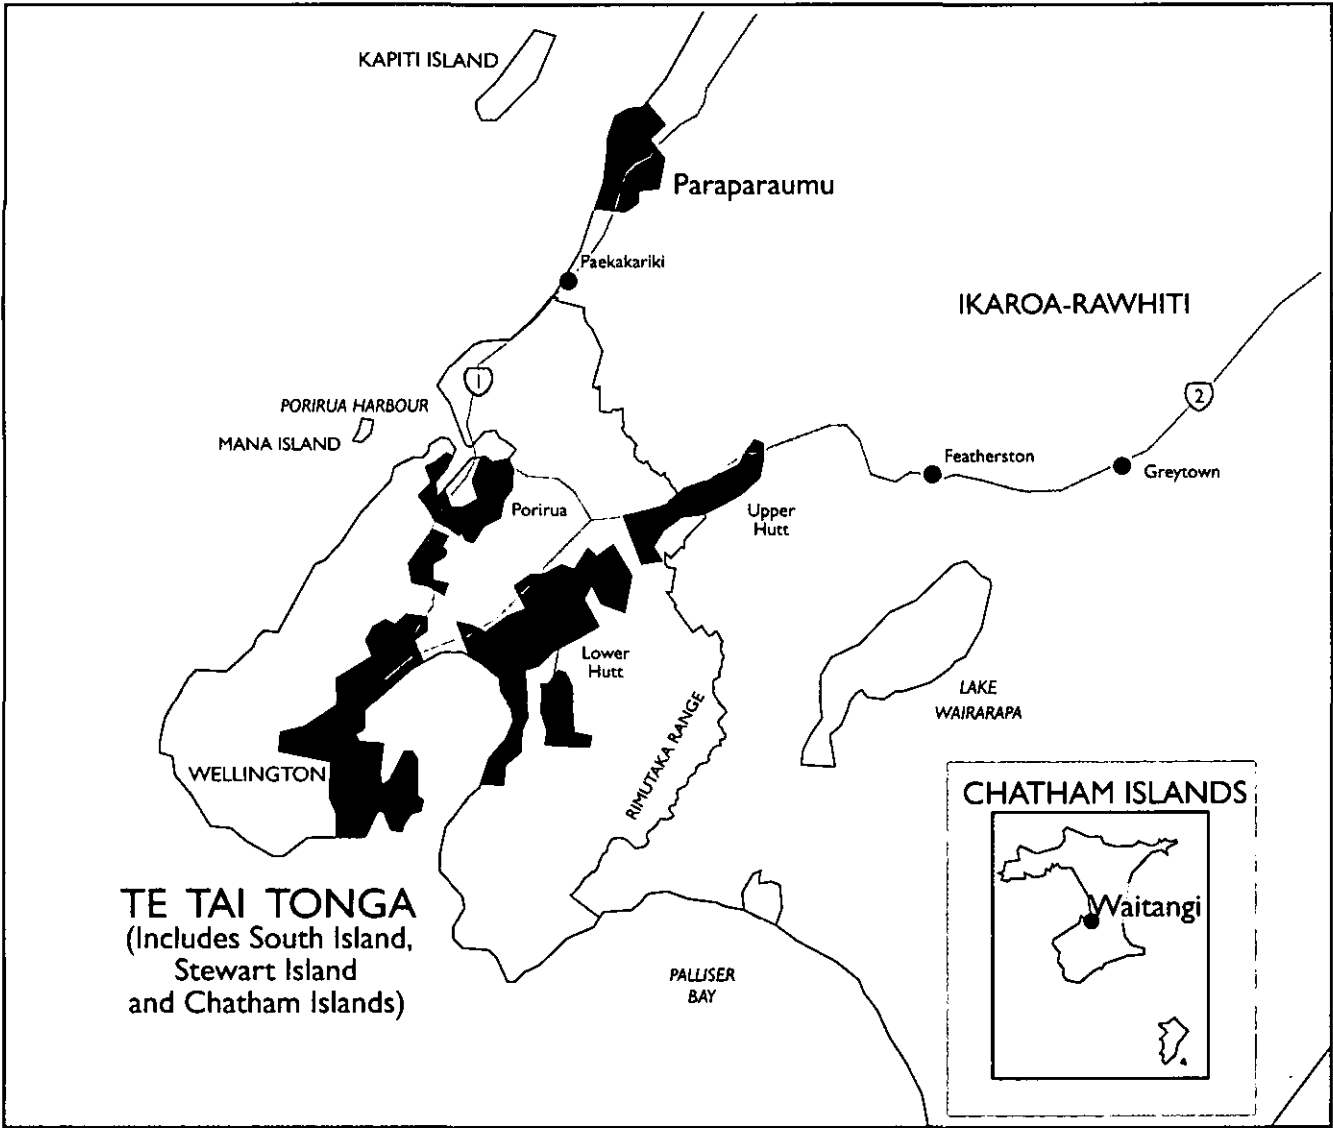 KAPITI ISLAND
Paraparaumu
Paekakariki
IKAROA-RAWHITI
1
2
PORIRUA HARBOUR
MANA ISLAND
Featherston
Greytown
Porirua
Upper
Hutt
Lower
Hutt
LAKE
WAIRARAPA
RIMUTAKA RANGE
WELLINGTON
CHATHAM ISLANDS
Waitangi
TE TAI TONGA
(Includes South Island,
Stewart Island
and Chatham Islands)
PALLISER
BAY